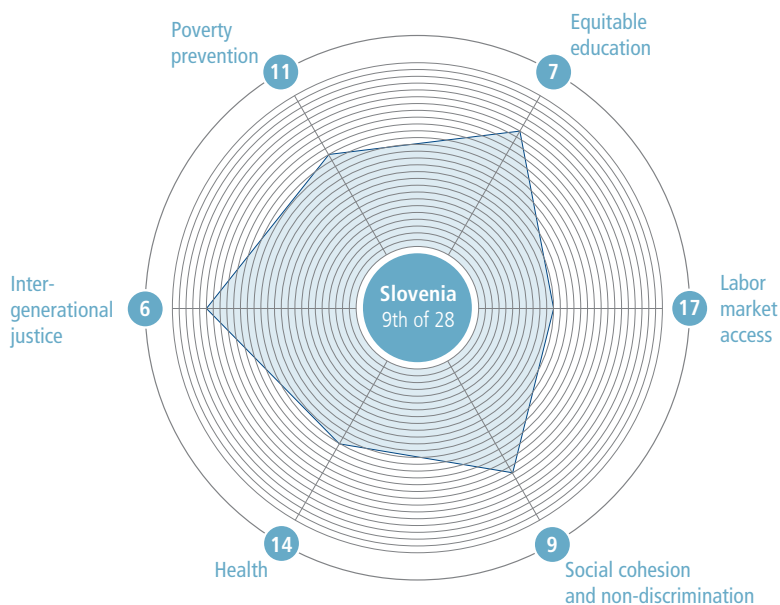 Poverty
prevention
11
Equitable
education
7
Inter-
generational
justice
6
Slovenia
9th of 28
17
Labor
market
access
14
Health
9
Social cohesion
and non-discrimination